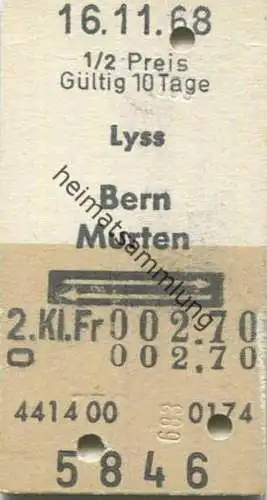 16.11.68
1/2 Preis
Gültig 10 Tage
Lyss
Bern
Murten
heimatsammlung
2.Kl.Fr 002.70
0 002.70
441400 0174
5846